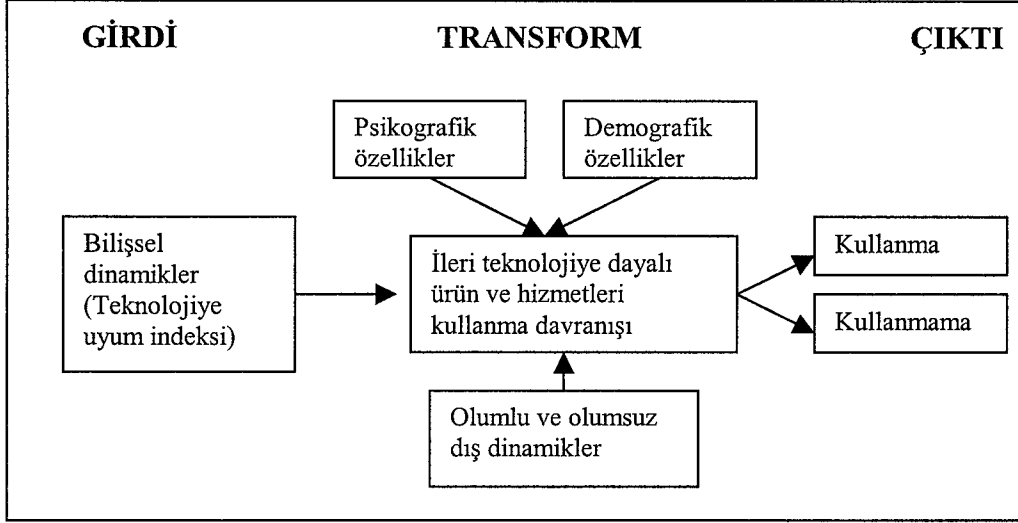 GİRDİ TRANSFORM ÇIKTI
Psikografik
özellikler
Demografik
özellikler
Bilişsel
dinamikler
(Teknolojiye
uyum indeksi)
İleri teknolojiye dayalı
ürün ve hizmetleri
kullanma davranışı
Kullanma
Kullanmama
Olumlu ve olumsuz
dış dinamikler